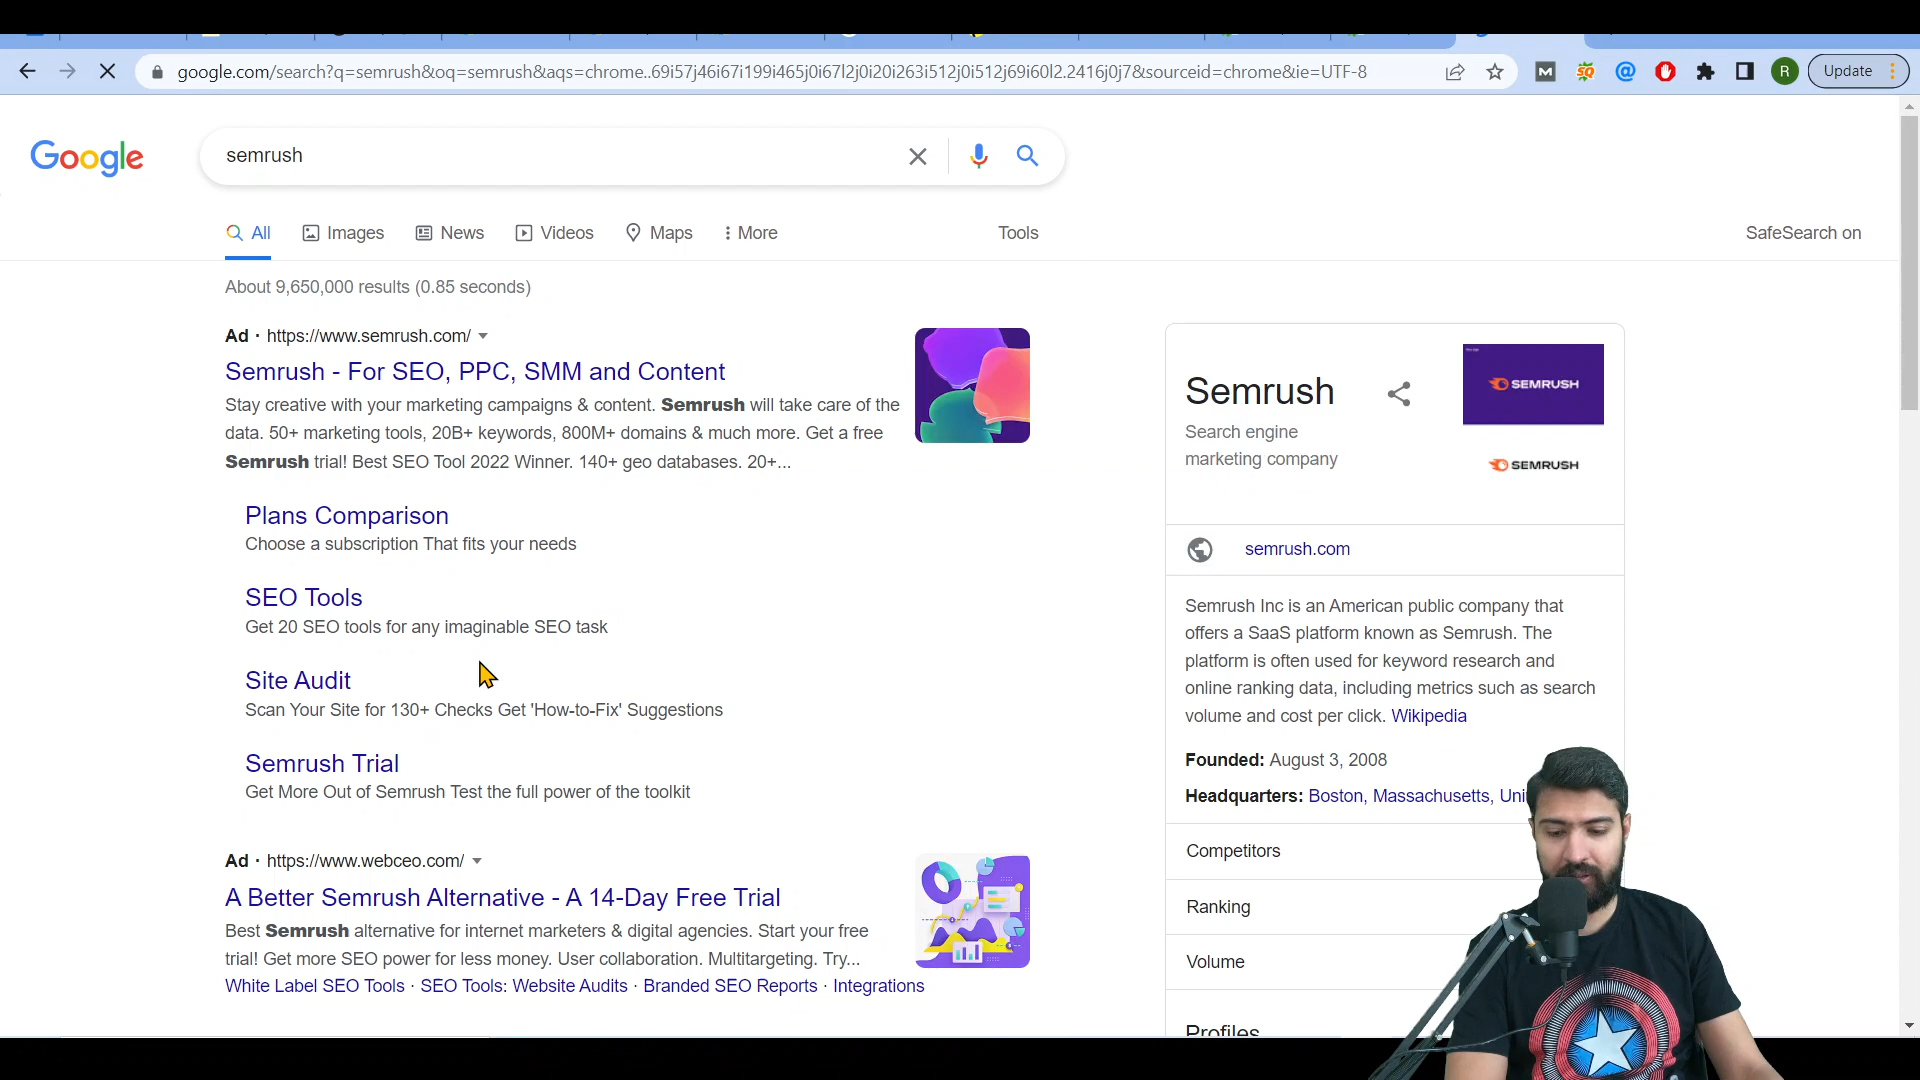 google.com/search?q=semrush&oq=semrush&aqs=chrome..69i57j46i67i199i465j0i67l2j0i20i263i512j0i512j69i60l2.2416j0j7&sourceid=chrome&ie=UTF-8
M
SQ
@
R
Update
Google
semrush
All
Images
News
Videos
Maps
More
Tools
SafeSearch on
About 9,650,000 results (0.85 seconds)
Ad · https://www.semrush.com/
Semrush - For SEO, PPC, SMM and Content
Stay creative with your marketing campaigns & content. Semrush will take care of the
data. 50+ marketing tools, 20B+ keywords, 800M+ domains & much more. Get a free
Semrush trial! Best SEO Tool 2022 Winner. 140+ geo databases. 20+...
Plans Comparison
Choose a subscription That fits your needs
SEO Tools
Get 20 SEO tools for any imaginable SEO task
Site Audit
Scan Your Site for 130+ Checks Get 'How-to-Fix' Suggestions
Semrush Trial
Get More Out of Semrush Test the full power of the toolkit
Ad · https://www.webceo.com/
A Better Semrush Alternative - A 14-Day Free Trial
Best Semrush alternative for internet marketers & digital agencies. Start your free
trial! Get more SEO power for less money. User collaboration. Multitargeting. Try...
White Label SEO Tools · SEO Tools: Website Audits · Branded SEO Reports · Integrations
Semrush
Search engine
marketing company
SEMRUSH
SEMRUSH
semrush.com
Semrush Inc is an American public company that
offers a SaaS platform known as Semrush. The
platform is often used for keyword research and
online ranking data, including metrics such as search
volume and cost per click. Wikipedia
Founded: August 3, 2008
Headquarters: Boston, Massachusetts, Uni
Competitors
Ranking
Volume
Profiles